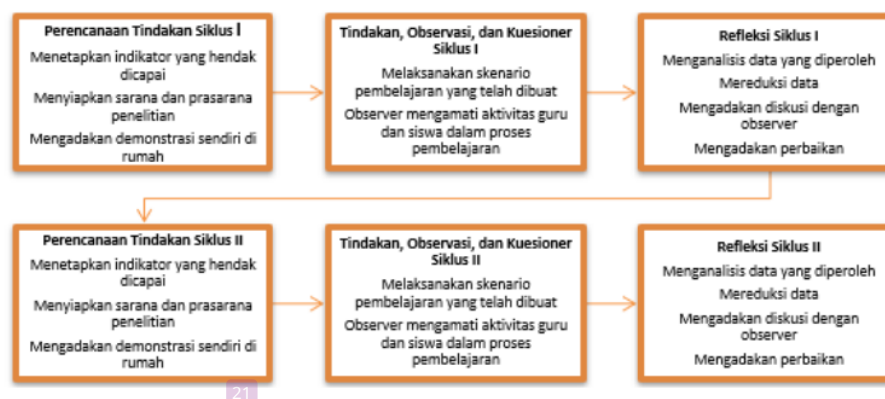 Perencanaan Tindakan Siklus I
Menetapkan indikator yang hendak
dicapai
Menyiapkan sarana dan prasarana
penelitian
Mengadakan demonstrasi sendiri di
rumah
Tindakan, Observasi, dan Kuesioner
Siklus I
Melaksanakan skenario
pembelajaran yang telah dibuat
Observer mengamati aktivitas guru
dan siswa dalam proses
pembelajaran
Refleksi Siklus I
Menganalisis data yang diperoleh
Mereduksi data
Mengadakan diskusi dengan
observer
Mengadakan perbaikan
Perencanaan Tindakan Siklus II
Menetapkan indikator yang hendak
dicapai
Menyiapkan sarana dan prasarana
penelitian
Mengadakan demonstrasi sendiri di
rumah
Tindakan, Observasi, dan Kuesioner
Siklus II
Melaksanakan skenario
pembelajaran yang telah dibuat
Observer mengamati aktivitas guru
dan siswa dalam proses
pembelajaran
Refleksi Siklus II
Menganalisis data yang diperoleh
Mereduksi data
Mengadakan diskusi dengan
observer
Mengadakan perbaikan
21